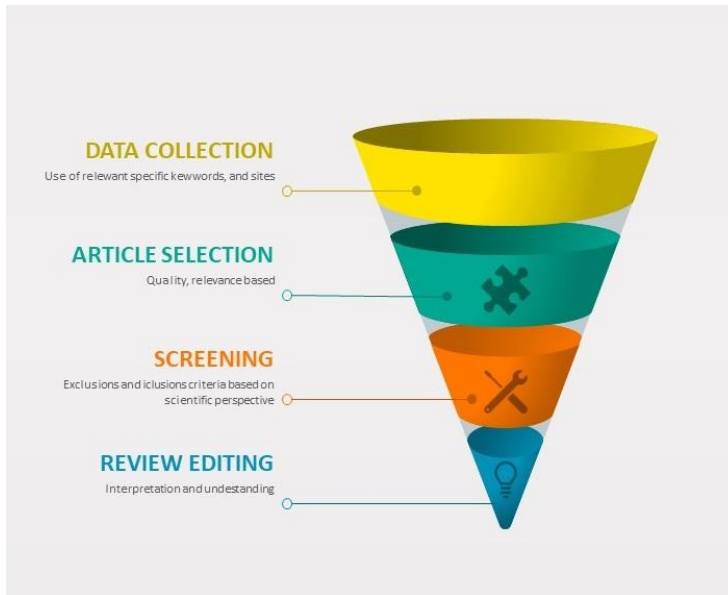 DATA COLLECTION
Use of relevant specific kewwords, and sites
ARTICLE SELECTION
Quality, relevance based
SCREENING
Exclusions and iclusions criteria based on
scientific perspective
REVIEW EDITING
Interpretation and undestanding